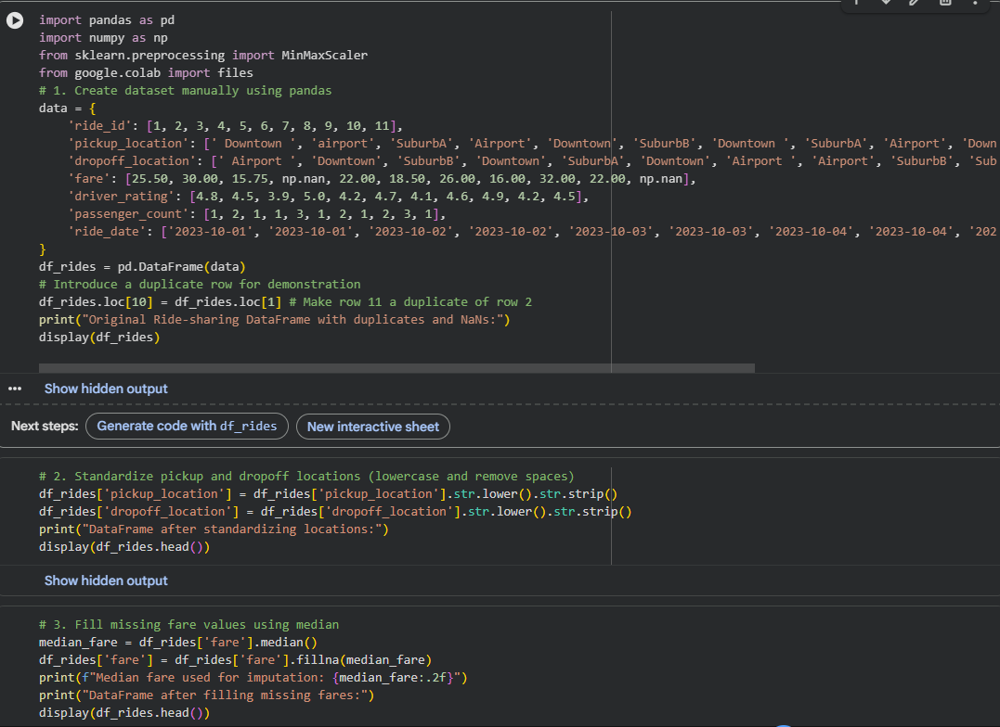 import pandas as pd
import numpy as np
from sklearn.preprocessing import MinMaxScaler
from google.colab import files
# 1. Create dataset manually using pandas
data = {
    'ride_id': [1, 2, 3, 4, 5, 6, 7, 8, 9, 10, 11],
    'pickup_location': [' Downtown ', 'airport', 'SuburbA', 'Airport', 'Downtown', 'SuburbB', 'Downtown ', 'SuburbA', 'Airport', 'Down
    'dropoff_location': [' Airport ', 'Downtown', 'SuburbB', 'Downtown', 'SuburbA', 'Downtown', 'Airport ', 'Airport', 'SuburbB', 'Sub
    'fare': [25.50, 30.00, 15.75, np.nan, 22.00, 18.50, 26.00, 16.00, 32.00, 22.00, np.nan],
    'driver_rating': [4.8, 4.5, 3.9, 5.0, 4.2, 4.7, 4.1, 4.6, 4.9, 4.2, 4.5],
    'passenger_count': [1, 2, 1, 1, 3, 1, 2, 1, 2, 3, 1],
    'ride_date': ['2023-10-01', '2023-10-01', '2023-10-02', '2023-10-02', '2023-10-03', '2023-10-03', '2023-10-04', '2023-10-04', '202
}
df_rides = pd.DataFrame(data)
# Introduce a duplicate row for demonstration
df_rides.loc[10] = df_rides.loc[1] # Make row 11 a duplicate of row 2
print("Original Ride-sharing DataFrame with duplicates and NaNs:")
display(df_rides)
Show hidden output
Next steps: Generate code with df_rides New interactive sheet
# 2. Standardize pickup and dropoff locations (lowercase and remove spaces)
df_rides['pickup_location'] = df_rides['pickup_location'].str.lower().str.strip()
df_rides['dropoff_location'] = df_rides['dropoff_location'].str.lower().str.strip()
print("DataFrame after standardizing locations:")
display(df_rides.head())
Show hidden output
# 3. Fill missing fare values using median
median_fare = df_rides['fare'].median()
df_rides['fare'] = df_rides['fare'].fillna(median_fare)
print(f"Median fare used for imputation: {median_fare:.2f}")
print("DataFrame after filling missing fares:")
display(df_rides.head())